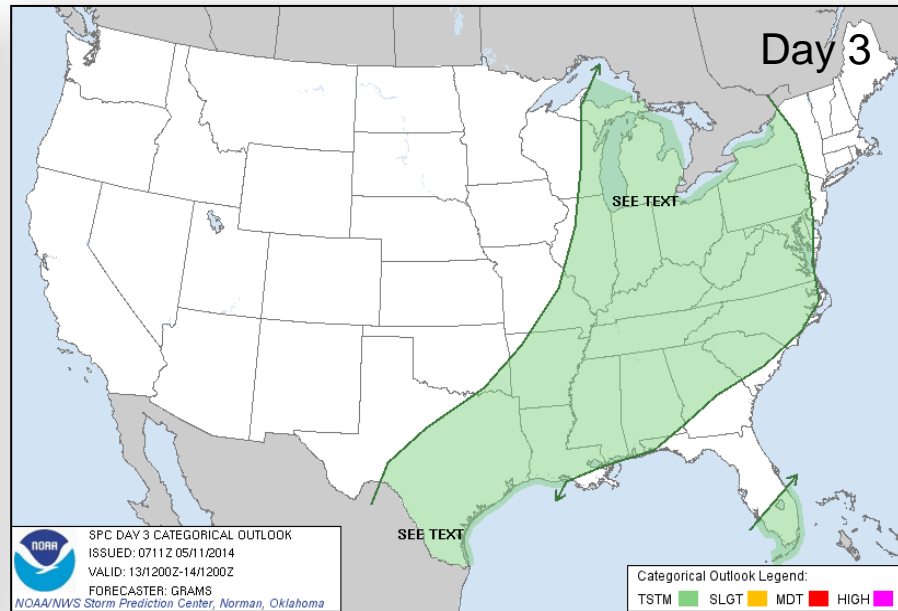 Day 3
SEE TEXT
SEE TEXT
NOAA
SPC DAY 3 CATEGORICAL OUTLOOK
ISSUED: 0711Z 05/11/2014
VALID: 13/1200Z-14/1200Z
FORECASTER: GRAMS
NOAA/NWS Storm Prediction Center, Norman, Oklahoma
Categorical Outlook Legend:
TSTM SLGT MDT HIGH